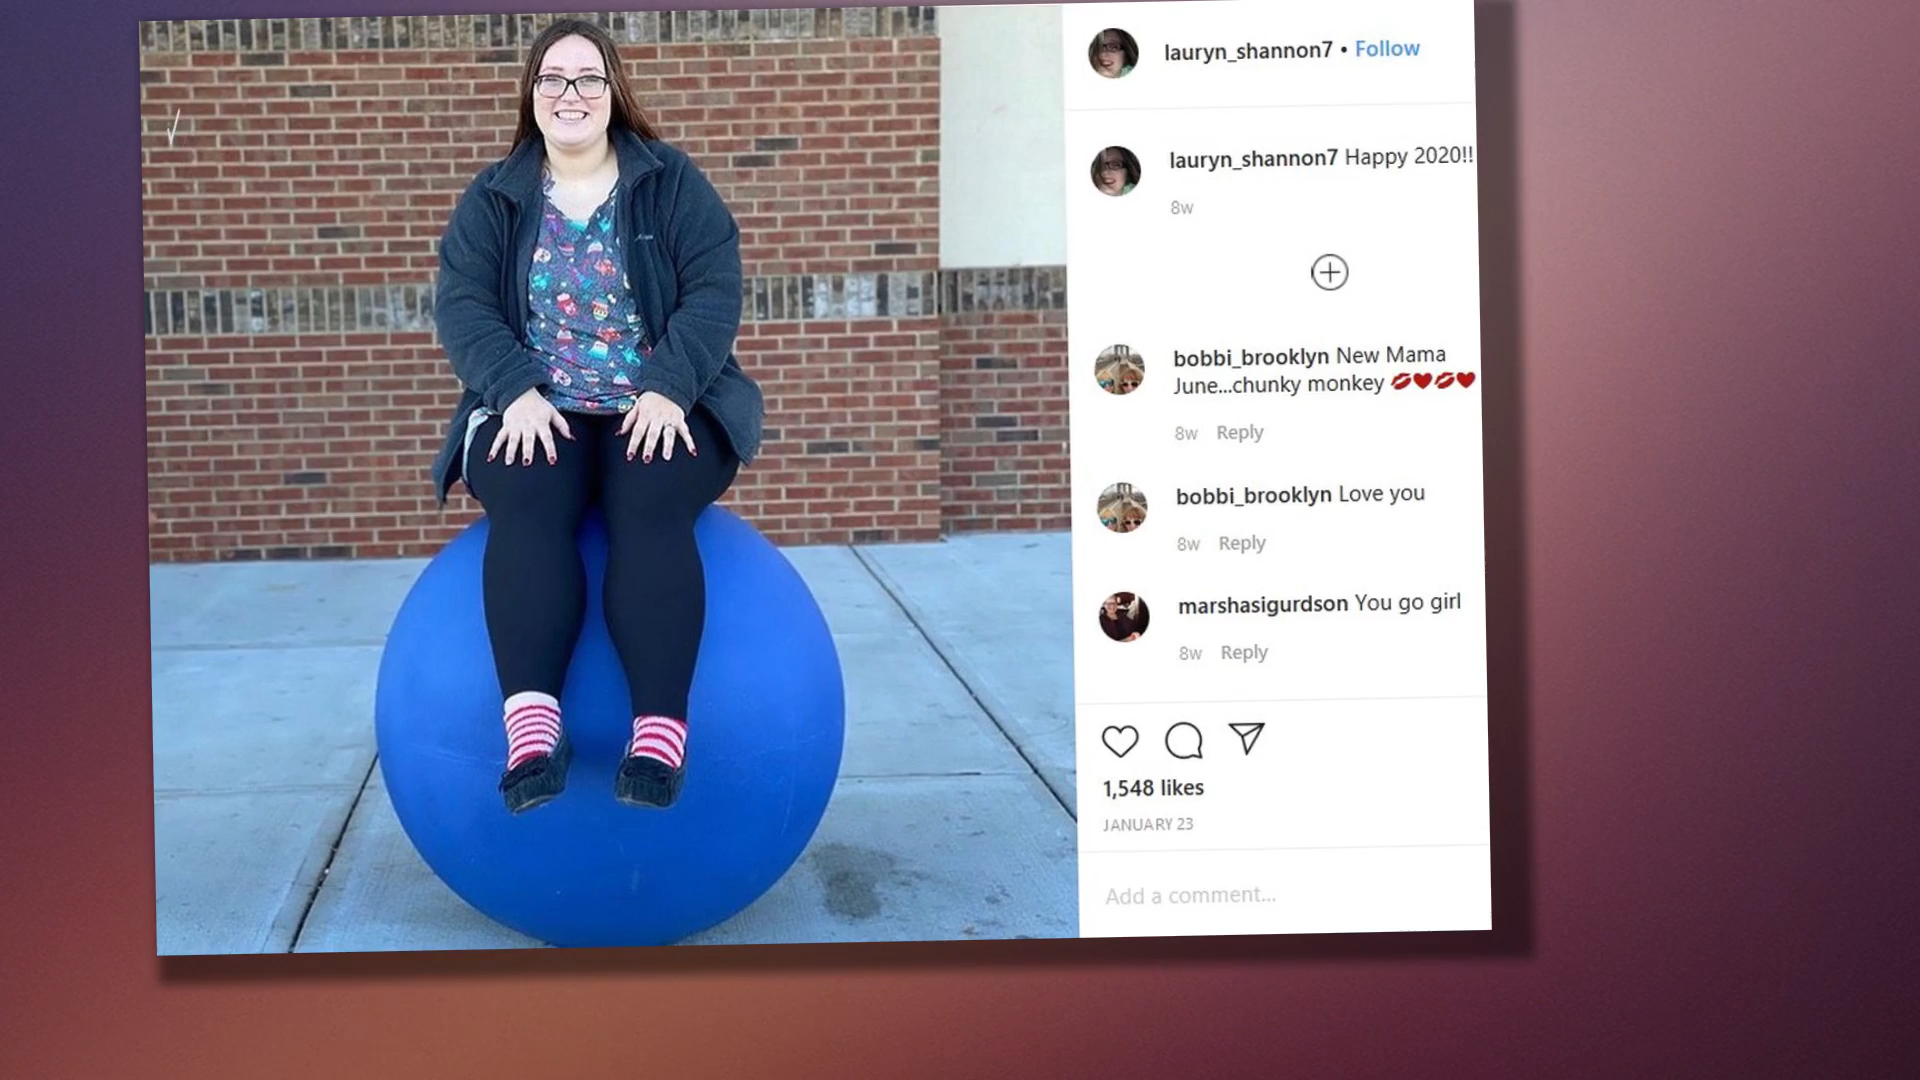 lauryn_shannon7 • Follow
lauryn_shannon7 Happy 2020!!
8w
bobbi_brooklyn New Mama
June...chunky monkey 💋❤️💋❤️
8w Reply
bobbi_brooklyn Love you
8w Reply
marshasigurdson You go girl
8w Reply
1,548 likes
JANUARY 23
Add a comment...